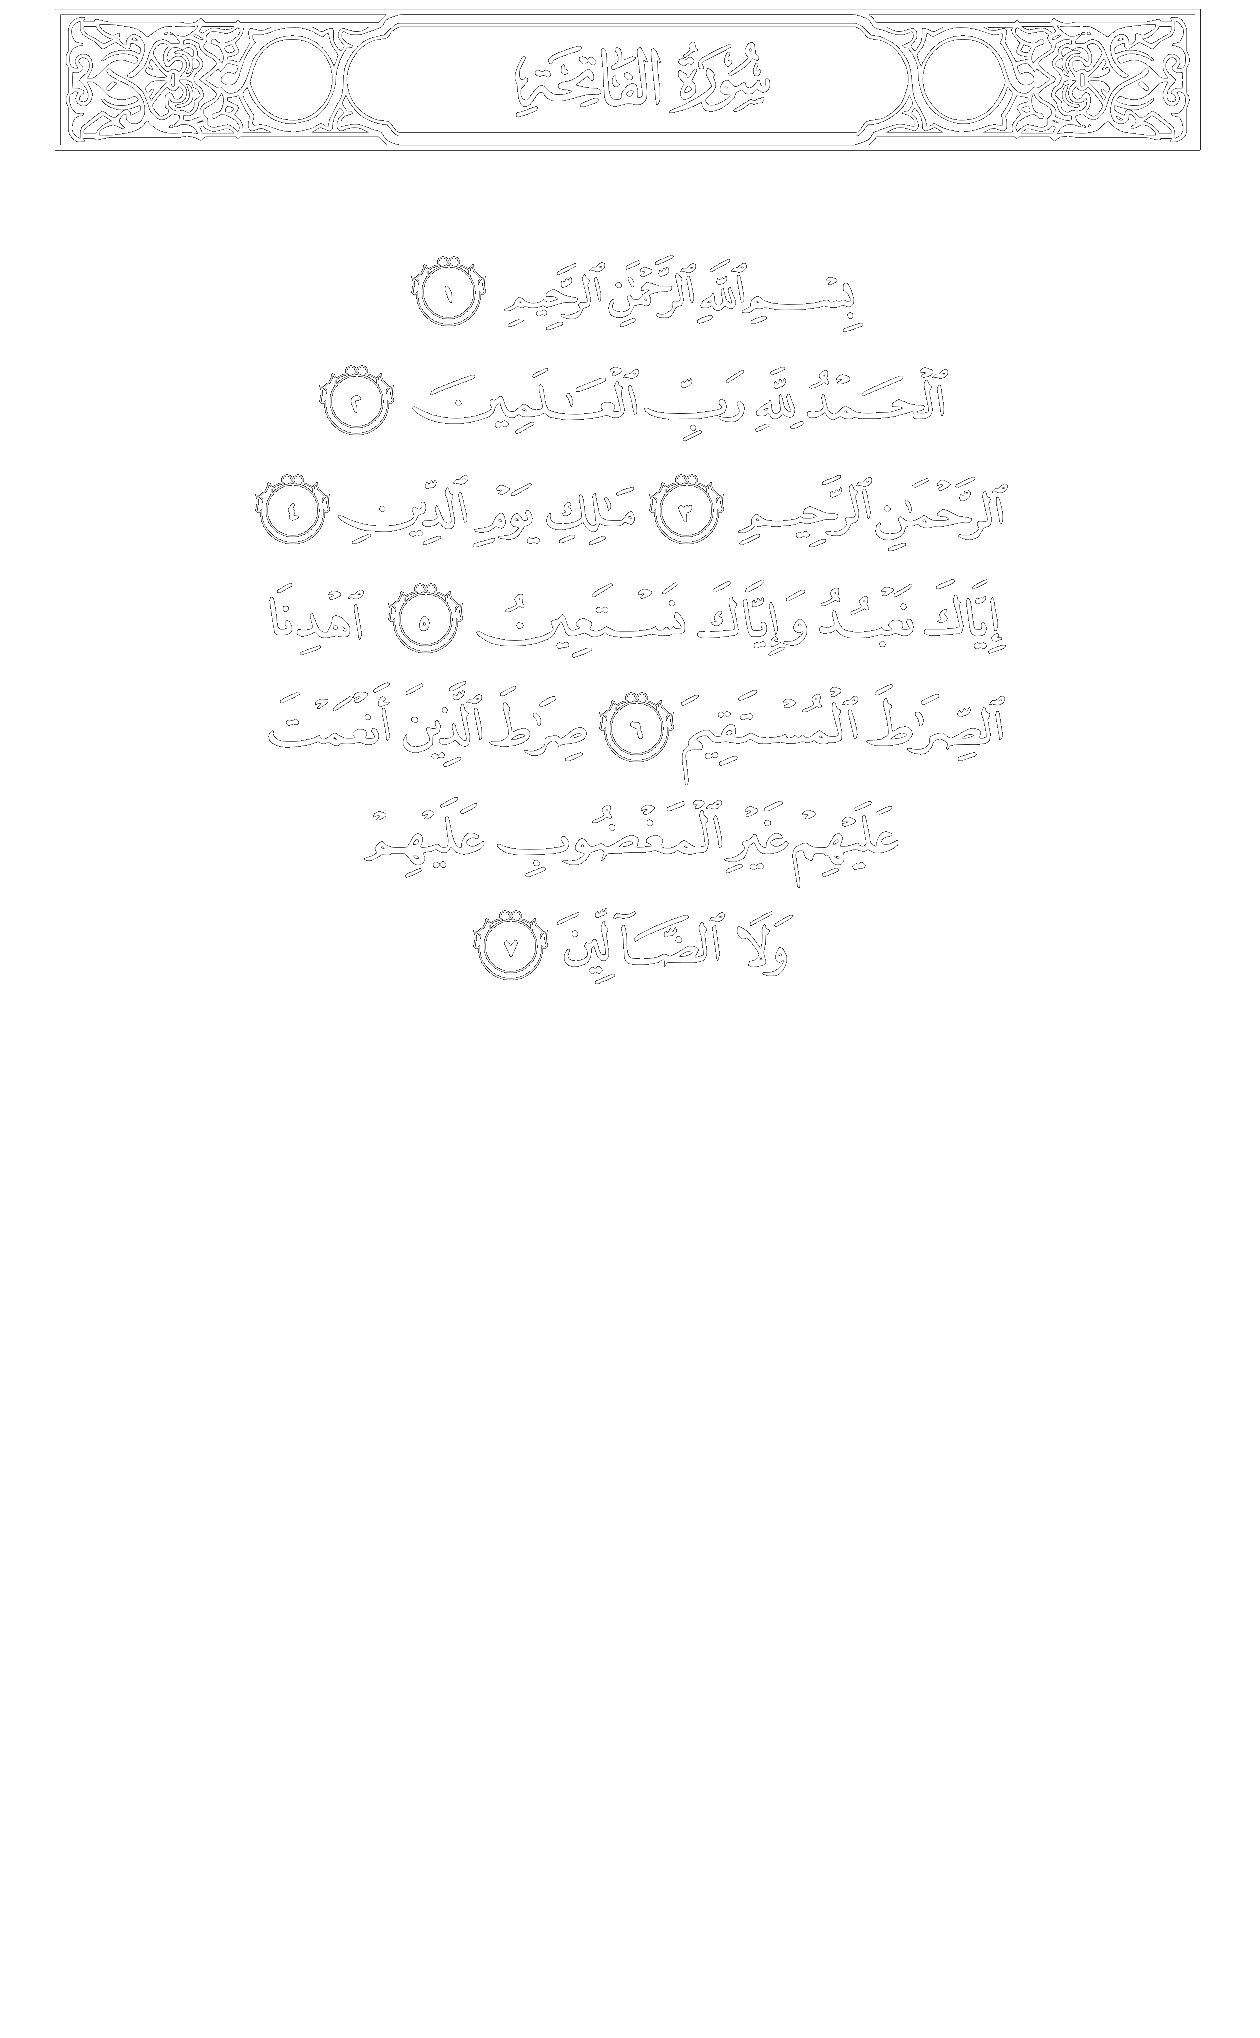 سُورَةُ الفَاتِحَةِ
بِسْمِ ٱللَّهِ ٱلرَّحْمَٰنِ ٱلرَّحِيمِ ١
ٱلْحَمْدُ لِلَّهِ رَبِّ ٱلْعَٰلَمِينَ ٢
ٱلرَّحْمَٰنِ ٱلرَّحِيمِ ٣ مَٰلِكِ يَوْمِ ٱلدِّينِ ٤
إِيَّاكَ نَعْبُدُ وَإِيَّاكَ نَسْتَعِينُ ٥ ٱهْدِنَا
ٱلصِّرَٰطَ ٱلْمُسْتَقِيمَ ٦ صِرَٰطَ ٱلَّذِينَ أَنْعَمْتَ
عَلَيْهِمْ غَيْرِ ٱلْمَغْضُوبِ عَلَيْهِمْ
وَلَا ٱلضَّآلِّينَ ٧